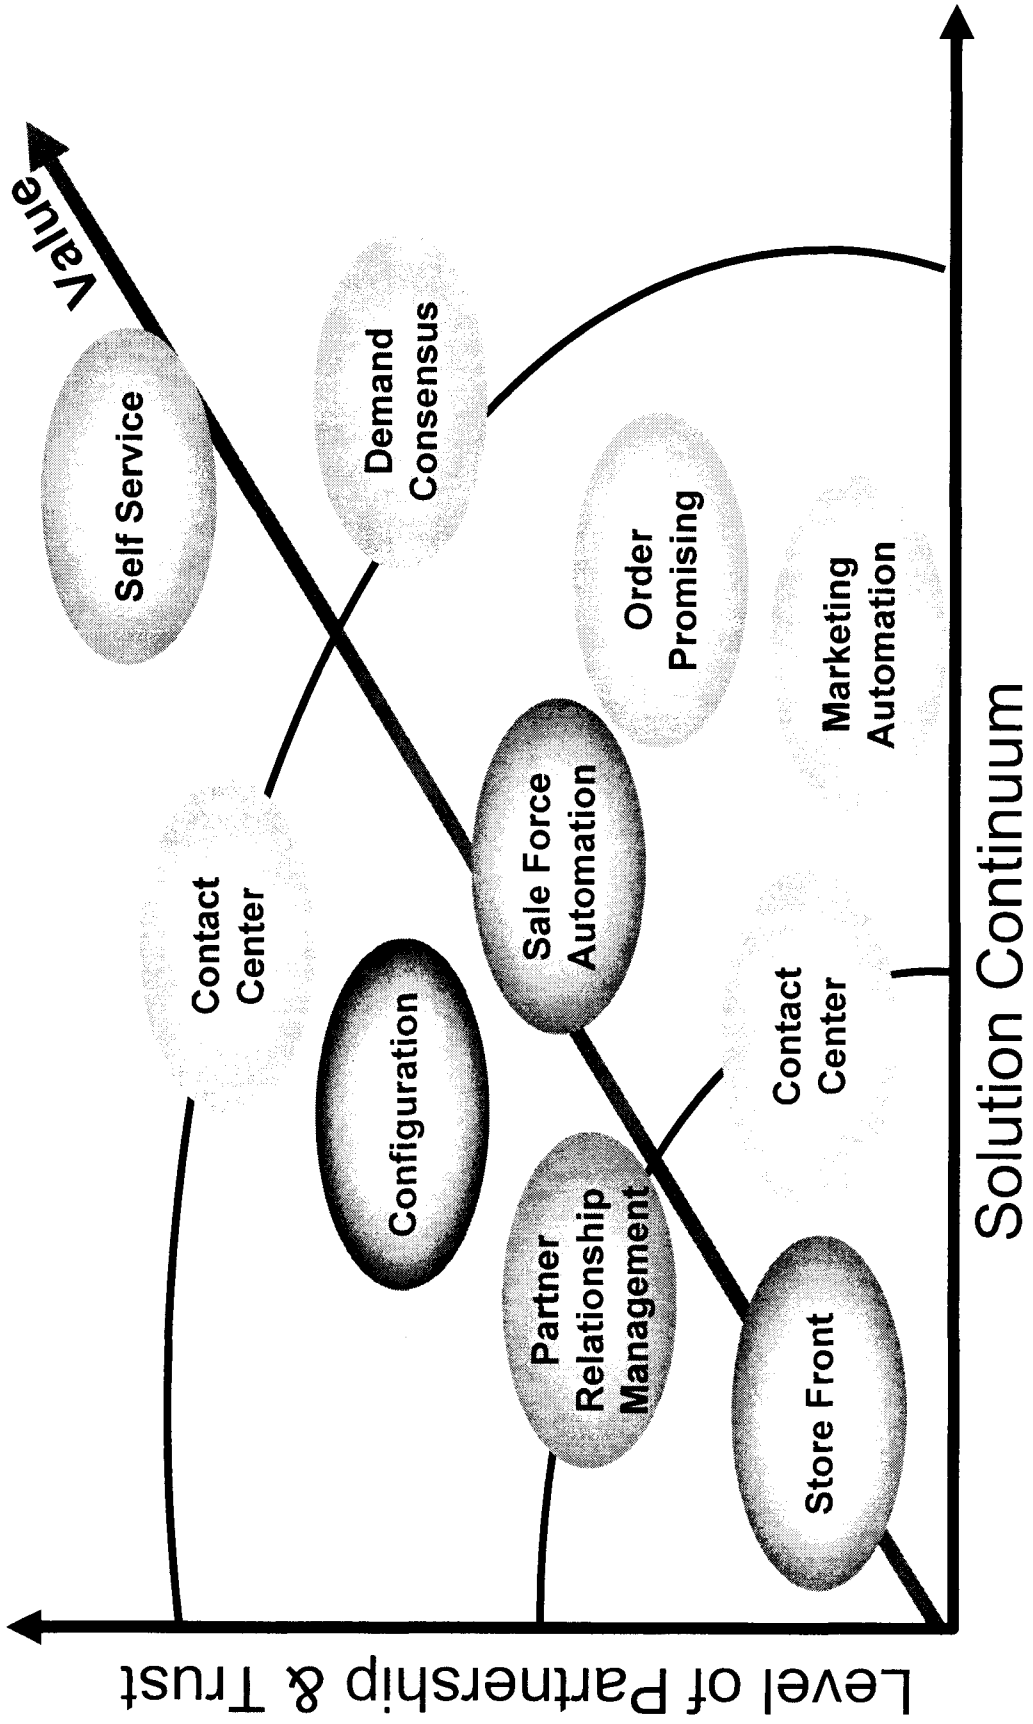 Level of Partnership & Trust
Value
Self Service
Contact
Center
Demand
Consensus
Configuration
Sale Force
Automation
Partner
Relationship
Management
Order
Promising
Contact
Center
Marketing
Automation
Store Front
Solution Continuum